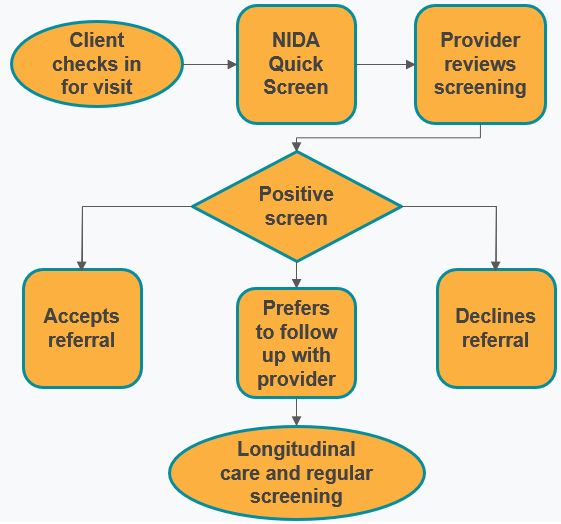 Client
checks in
for visit
NIDA
Quick
Screen
Provider
reviews
screening
Positive
screen
Accepts
referral
Prefers
to follow
up with
provider
Declines
referral
Longitudinal
care and regular
screening